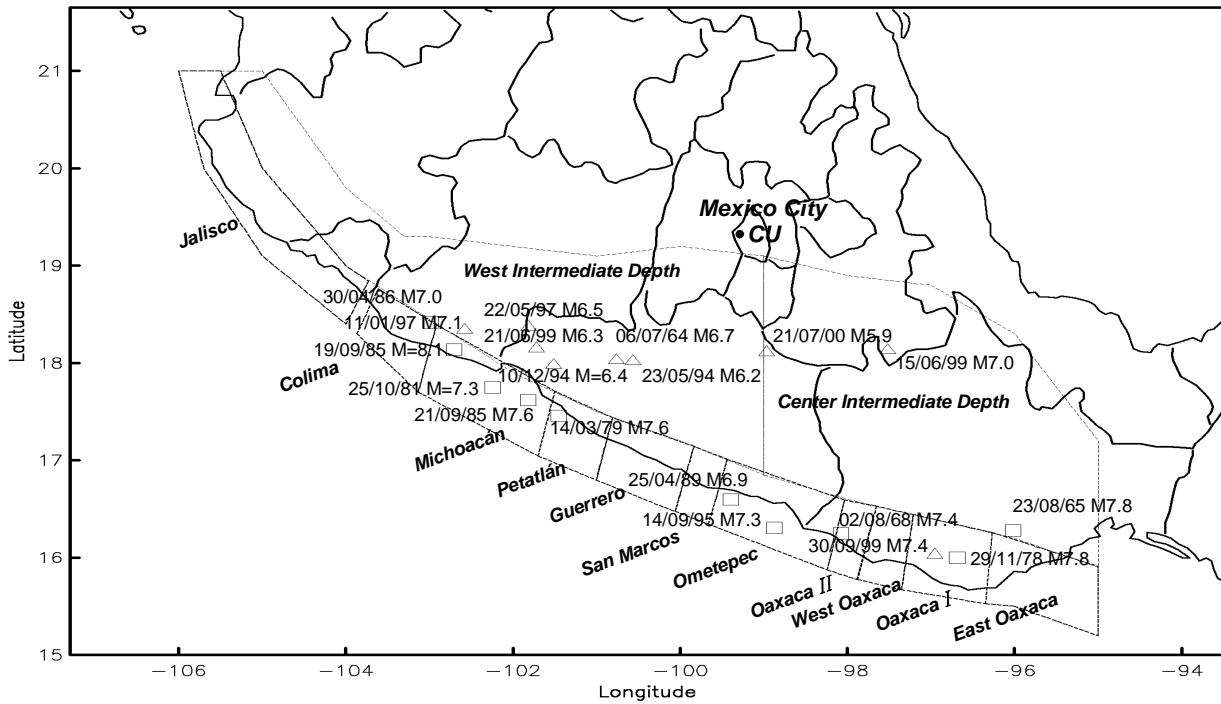 21
20
19
18
17
16
15
Latitude
Mexico City
CU
Jalisco
West Intermediate Depth
30/04/86 M7.0
22/05/97 M6.5
11/01/97 M7.1
21/06/99 M6.3
06/07/64 M6.7
21/07/00 M5.9
19/09/85 M=8.1
15/06/99 M7.0
Colima
10/12/94 M=6.4
23/05/94 M6.2
25/10/81 M=7.3
Center Intermediate Depth
21/09/85 M7.6
14/03/79 M7.6
Michoacán
Petatlán
25/04/89 M6.9
Guerrero
23/08/65 M7.8
14/09/95 M7.3
02/08/68 M7.4
San Marcos
30/09/99 M7.4
29/11/78 M7.8
Ometepec
Oaxaca II
West Oaxaca
Oaxaca I
East Oaxaca
−106
−104
−102
−100
−98
−96
−94
Longitude